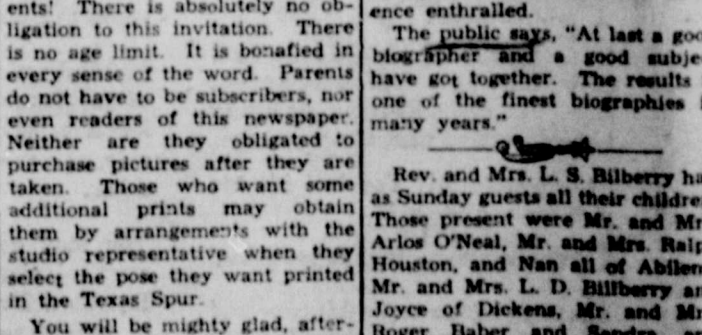 ents! There is absolutely no ob-
ligation to this invitation. There
is no age limit. It is bonafied in
every sense of the word. Parents
do not have to be subscribers, nor
even readers of this newspaper.
Neither are they obligated to
purchase pictures after they are
taken. Those who want some
additional prints may obtain
them by arrangements with the
studio representative when they
select the pose they want printed
in the Texas Spur.
You will be mighty glad, after-
ence enthralled.
The public says, "At last a goo
biographer and a good subje
have got together. The results
one of the finest biographies
many years."
Rev. and Mrs. L. S. Bilberry ha
as Sunday guests all their childre
Those present were Mr. and Mr
Arlos O'Neal, Mr. and Mrs. Ralp
Houston, and Nan all of Abilen
Mr. and Mrs. L. D. Billberry an
Joyce of Dickens, Mr. and Mr
Roger Baber and